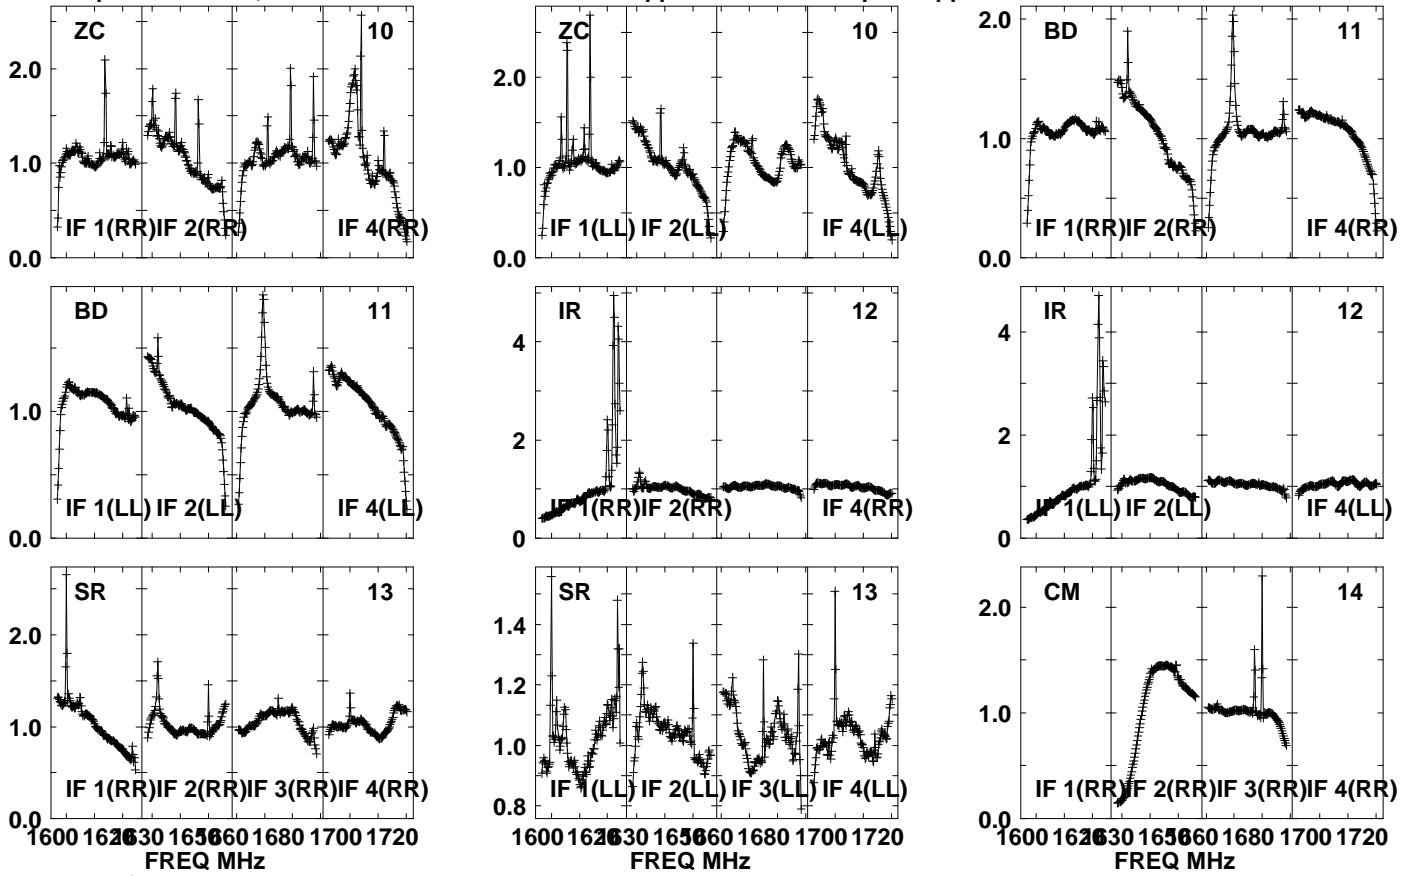 ZC 10 ZC 10 BD 11
2.0 2.0 2.0
1.0 1.0 1.0
IF 1(RR) IF 2(RR) IF 4(RR) IF 1(LL) IF 2(LL) IF 4(LL) IF 1(RR) IF 2(RR) IF 4(RR)
0.0 0.0 0.0
BD 11 IR 12 IR 12
4 4
1.0 2 2
IF 1(LL) IF 2(LL) IF 4(LL) IF 1(RR) IF 2(RR) IF 4(RR) IF 1(LL) IF 2(LL) IF 4(LL)
0.0 0 0
SR 13 SR 13 CM 14
2.0 1.4 2.0
1.2
1.0 1.0 1.0
IF 1(RR) IF 2(RR) IF 3(RR) IF 4(RR) IF 1(LL) IF 2(LL) IF 3(LL) IF 4(LL) IF 1(RR) IF 2(RR) IF 3(RR) IF 4(RR)
0.0 0.8 0.0
1600 1680 1700 1720 1600 1680 1700 1720 1600 1680 1700 1720
FREQ MHz FREQ MHz